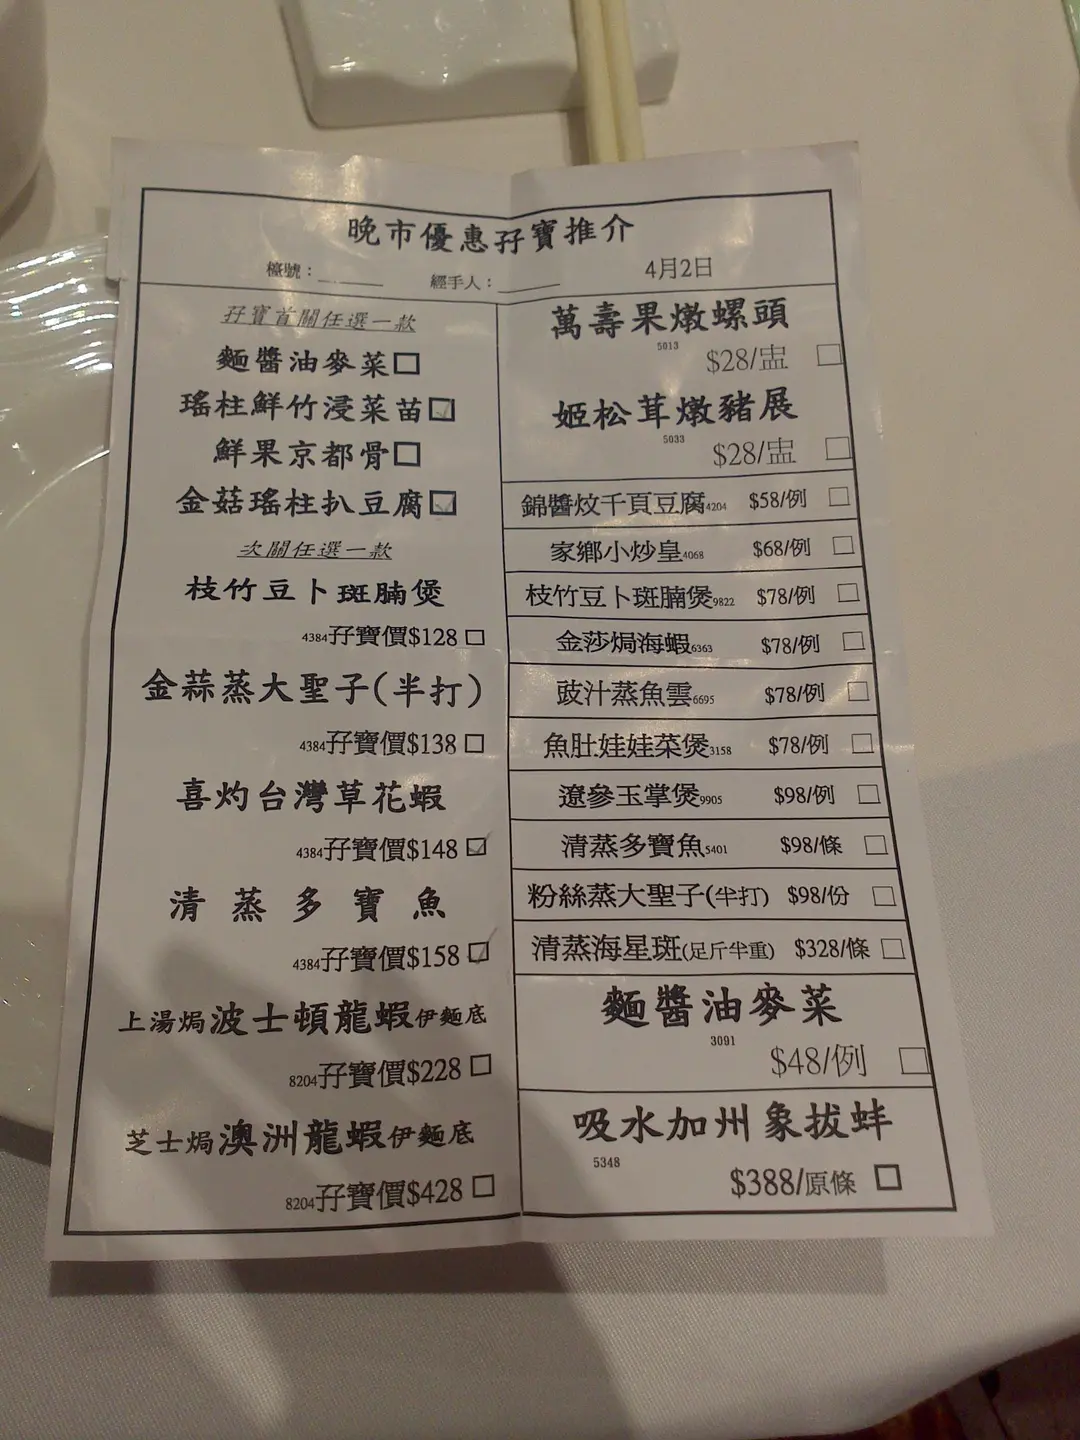 晚市優惠孖寶推介
檯號：______ 經手人：______ 4月2日
孖寶首關任選一款
麵醬油麥菜□
瑤柱鮮竹浸菜苗☑
鮮果京都骨□
金菇瑤柱扒豆腐☑
次關任選一款
枝竹豆卜斑腩煲
4384孖寶價$128 □
金蒜蒸大聖子(半打)
4384孖寶價$138 □
喜灼台灣草花蝦
4384孖寶價$148 ☑
清蒸多寶魚
4384孖寶價$158 ☑
上湯焗波士頓龍蝦伊麵底
8204孖寶價$228 □
芝士焗澳洲龍蝦伊麵底
8204孖寶價$428 □
萬壽果燉螺頭
5013
$28/盅 □
姬松茸燉豬展
5033
$28/盅 □
錦醬炆千頁豆腐4204 $58/例 □
家鄉小炒皇4068 $68/例 □
枝竹豆卜斑腩煲9822 $78/例 □
金莎焗海蝦6363 $78/例 □
豉汁蒸魚雲6695 $78/例 □
魚肚娃娃菜煲3158 $78/例 □
遼參玉掌煲9905 $98/例 □
清蒸多寶魚5401 $98/條 □
粉絲蒸大聖子(半打) $98/份 □
清蒸海星斑(足斤半重) $328/條 □
麵醬油麥菜
3091
$48/例 □
吸水加州象拔蚌
5348
$388/原條 □